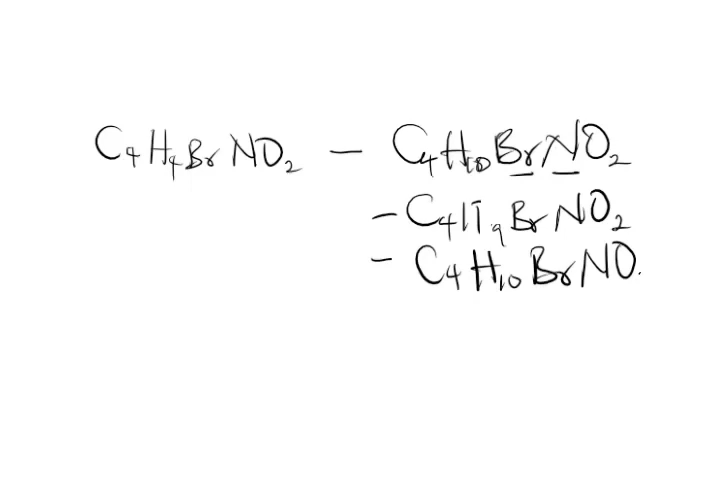 C₄H₄BrNO₂ — C₄H₁₀BrNO₂
- C₄H₉BrNO₂
- C₄H₁₀BrNO.